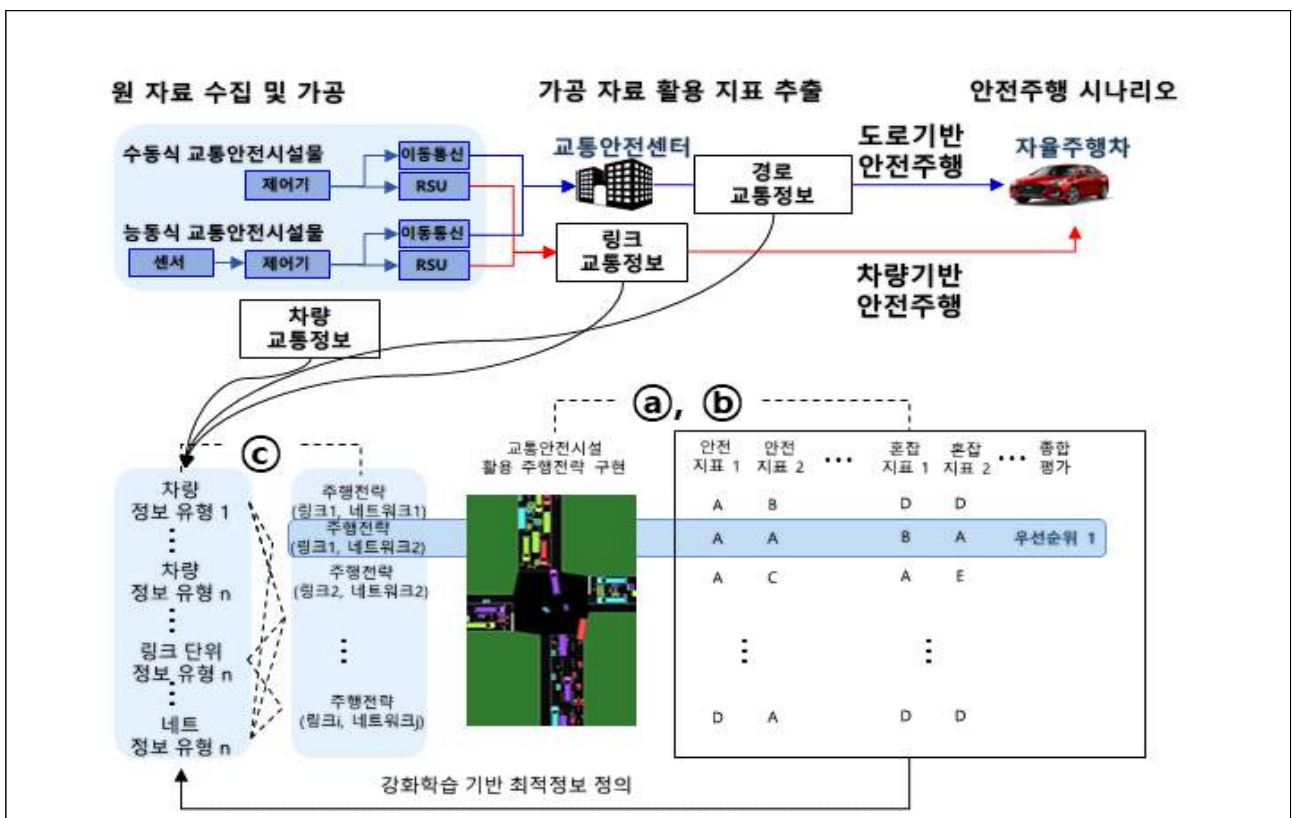 원 자료 수집 및 가공
가공 자료 활용 지표 추출
안전주행 시나리오
수동식 교통안전시설물
제어기
이동통신
RSU
능동식 교통안전시설물
센서
제어기
이동통신
RSU
교통안전센터
경로
교통정보
도로기반
안전주행
자율주행차
링크
교통정보
차량기반
안전주행
차량
교통정보
ⓐ, ⓑ
ⓒ
차량
정보 유형 1
⋮
차량
정보 유형 n
⋮
링크 단위
정보 유형 n
⋮
네트
정보 유형 n
주행전략
(링크1, 네트워크1)
주행전략
(링크1, 네트워크2)
주행전략
(링크2, 네트워크2)
⋮
주행전략
(링크i, 네트워크j)
교통안전시설
활용 주행전략 구현
안전 안전 혼잡 혼잡 종합
지표 1 지표 2 ⋯ 지표 1 지표 2 ⋯ 평가
A B D D
A A B A 우선순위 1
A C A E
⋮ ⋮
D A D D
강화학습 기반 최적정보 정의